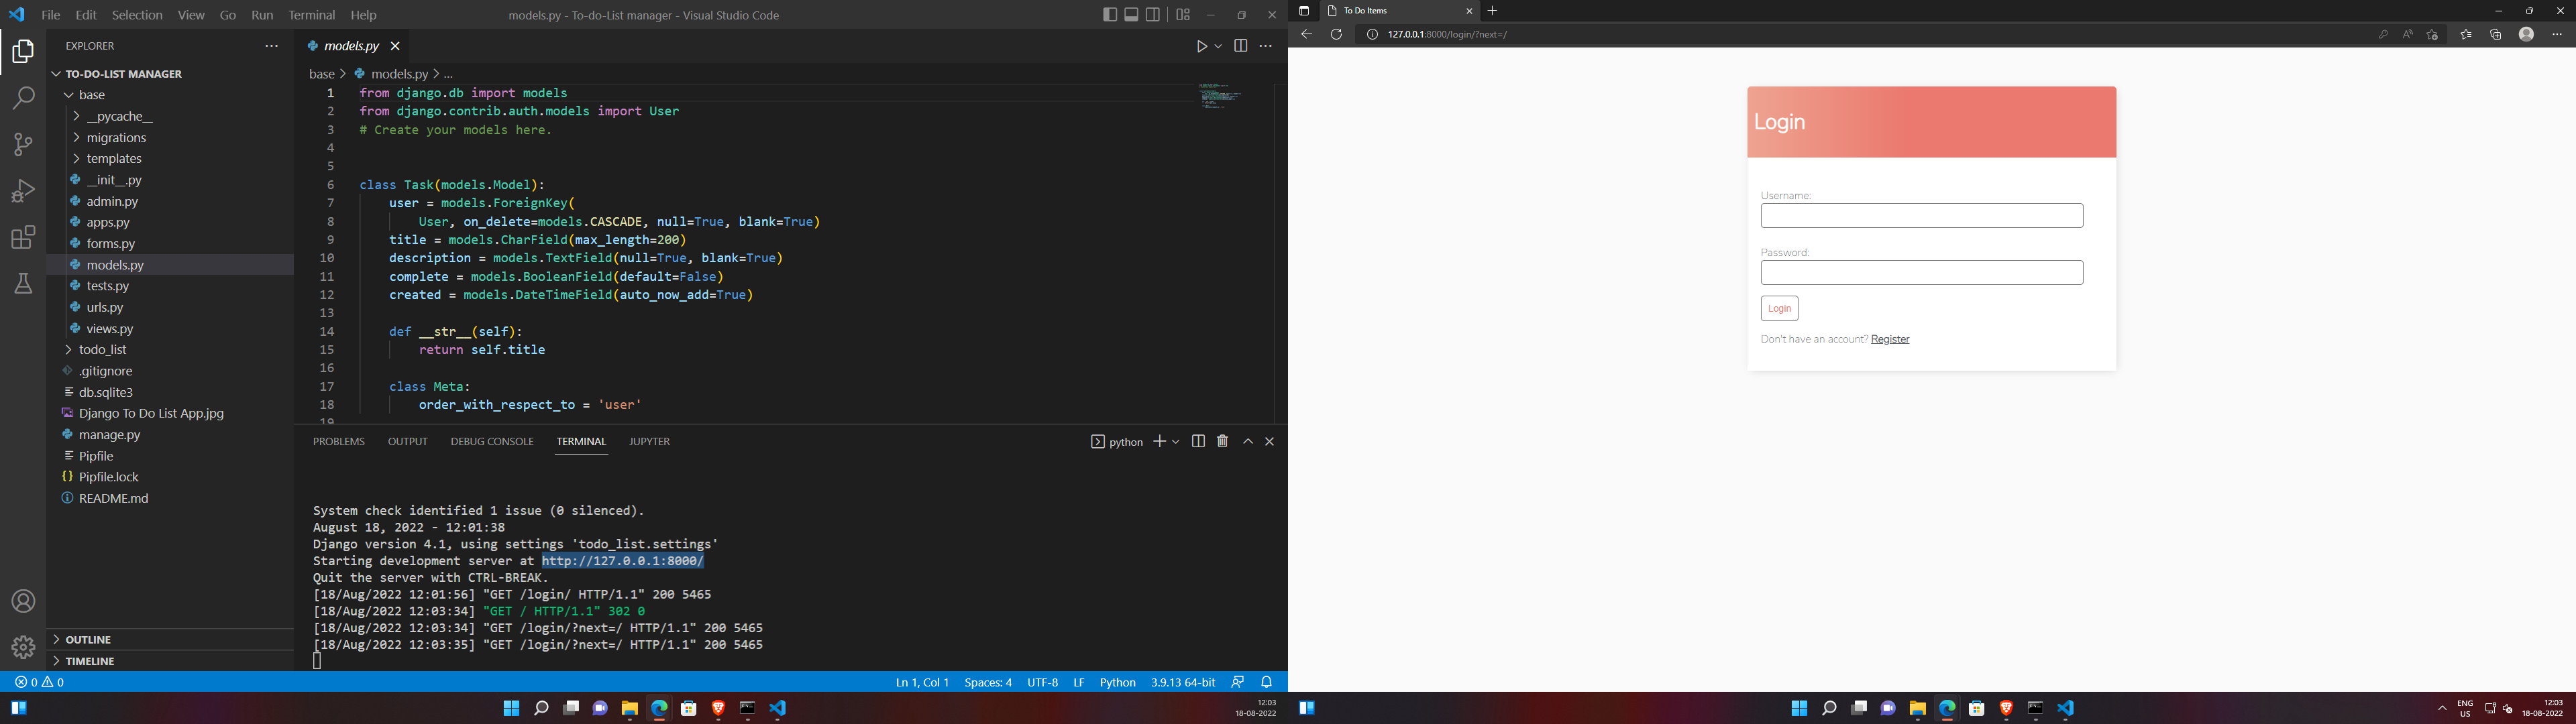 File Edit Selection View Go Run Terminal Help
models.py - To-do-List manager - Visual Studio Code
EXPLORER
TO-DO-LIST MANAGER
base
__pycache__
migrations
templates
__init__.py
admin.py
apps.py
forms.py
models.py
tests.py
urls.py
views.py
todo_list
.gitignore
db.sqlite3
Django To Do List App.jpg
manage.py
Pipfile
Pipfile.lock
README.md
OUTLINE
TIMELINE
models.py
base > models.py > ...
1 from django.db import models
2 from django.contrib.auth.models import User
3 # Create your models here.
4
5
6 class Task(models.Model):
7 user = models.ForeignKey(
8 User, on_delete=models.CASCADE, null=True, blank=True)
9 title = models.CharField(max_length=200)
10 description = models.TextField(null=True, blank=True)
11 complete = models.BooleanField(default=False)
12 created = models.DateTimeField(auto_now_add=True)
13
14 def __str__(self):
15 return self.title
16
17 class Meta:
18 order_with_respect_to = 'user'
19
PROBLEMS OUTPUT DEBUG CONSOLE TERMINAL JUPYTER
python
System check identified 1 issue (0 silenced).
August 18, 2022 - 12:01:38
Django version 4.1, using settings 'todo_list.settings'
Starting development server at http://127.0.0.1:8000/
Quit the server with CTRL-BREAK.
[18/Aug/2022 12:01:56] "GET /login/ HTTP/1.1" 200 5465
[18/Aug/2022 12:03:34] "GET / HTTP/1.1" 302 0
[18/Aug/2022 12:03:34] "GET /login/?next=/ HTTP/1.1" 200 5465
[18/Aug/2022 12:03:35] "GET /login/?next=/ HTTP/1.1" 200 5465
0 0
Ln 1, Col 1 Spaces: 4 UTF-8 LF Python 3.9.13 64-bit
12:03
18-08-2022
To Do Items
127.0.0.1:8000/login/?next=/
Login
Username:
Password:
Login
Don't have an account? Register
ENG
US
12:03
18-08-2022